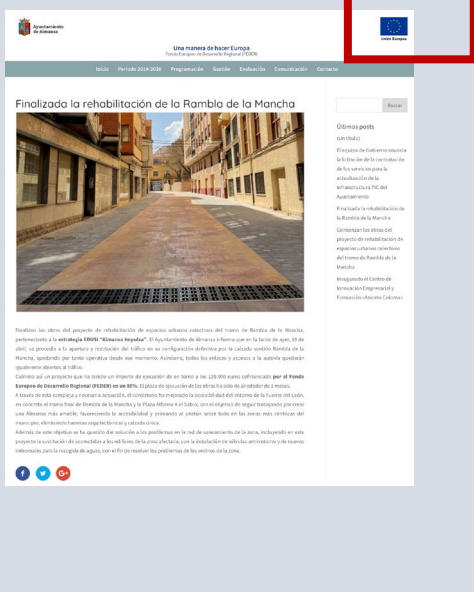 Ayuntamiento
de Almansa
Unión Europea
Una manera de hacer Europa
Fondo Europeo de Desarrollo Regional (FEDER)
Inicio Periodo 2014-2020 Programación Gestión Evaluación Comunicación Contacto
Finalizada la rehabilitación de la Rambla de la Mancha
Buscar
Últimos posts
(sin título)
El equipo de Gobierno anuncia
la licitación de la contratación
de los servicios para la
actualización de la
infraestructura TIC del
Ayuntamiento
Finalizada la rehabilitación de
la Rambla de la Mancha
Comienzan las obras del
proyecto de rehabilitación de
espacios urbanos colectivos
del tramo de Rambla de la
Mancha
Inaugurado el Centro de
Innovación Empresarial y
Formación
Finalizan las obras del proyecto de rehabilitación de espacios urbanos colectivos del tramo de Rambla de la Mancha,
perteneciente a la estrategia EDUSI "Almansa Impulsa". El Ayuntamiento de Almansa informa que en la tarde de ayer, 19 de
abril, se procedió a la apertura y restitución del tráfico en su configuración definitiva por la calzada sentido Rambla de la
Mancha, quedando por tanto operativa desde ese momento. Asimismo, todos los enlaces y accesos a la autovía quedarán
igualmente abiertos al tráfico.
Culmina así un proyecto que ha tenido un importe de ejecución de en torno a los 120.000 euros cofinanciado por el Fondo
Europeo de Desarrollo Regional (FEDER) en un 80%. El plazo de ejecución de las obras ha sido de alrededor de 3 meses.
A través de esta compleja y necesaria actuación, el consistorio ha mejorado la accesibilidad del entorno de la Fuente del León,
en concreto el tramo final de Rambla de la Mancha y la Plaza Alfonso X el Sabio, con el objetivo de seguir trabajando por crear
una Almansa más amable, favoreciendo la accesibilidad y primando al peatón sobre todo en las zonas más céntricas del
municipio, eliminando barreras arquitectónicas y calzada única.
Además de este objetivo se ha querido dar solución a los problemas en la red de saneamiento de la zona, incluyendo en este
proyecto la sustitución de acometidas a los edificios de la zona afectada, con la instalación de válvulas antirretorno y de nuevos
imbornales para la recogida de aguas, con el fin de resolver los problemas de los vecinos de la zona.